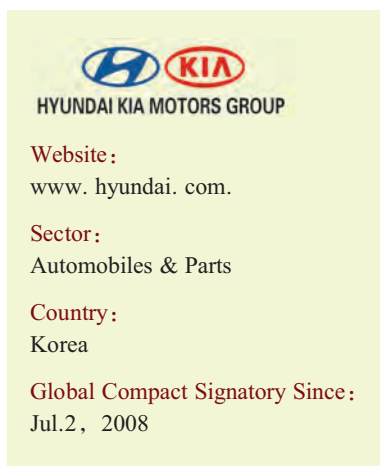 KIA
HYUNDAI KIA MOTORS GROUP
Website：
www. hyundai. com.
Sector：
Automobiles & Parts
Country：
Korea
Global Compact Signatory Since：
Jul.2， 2008